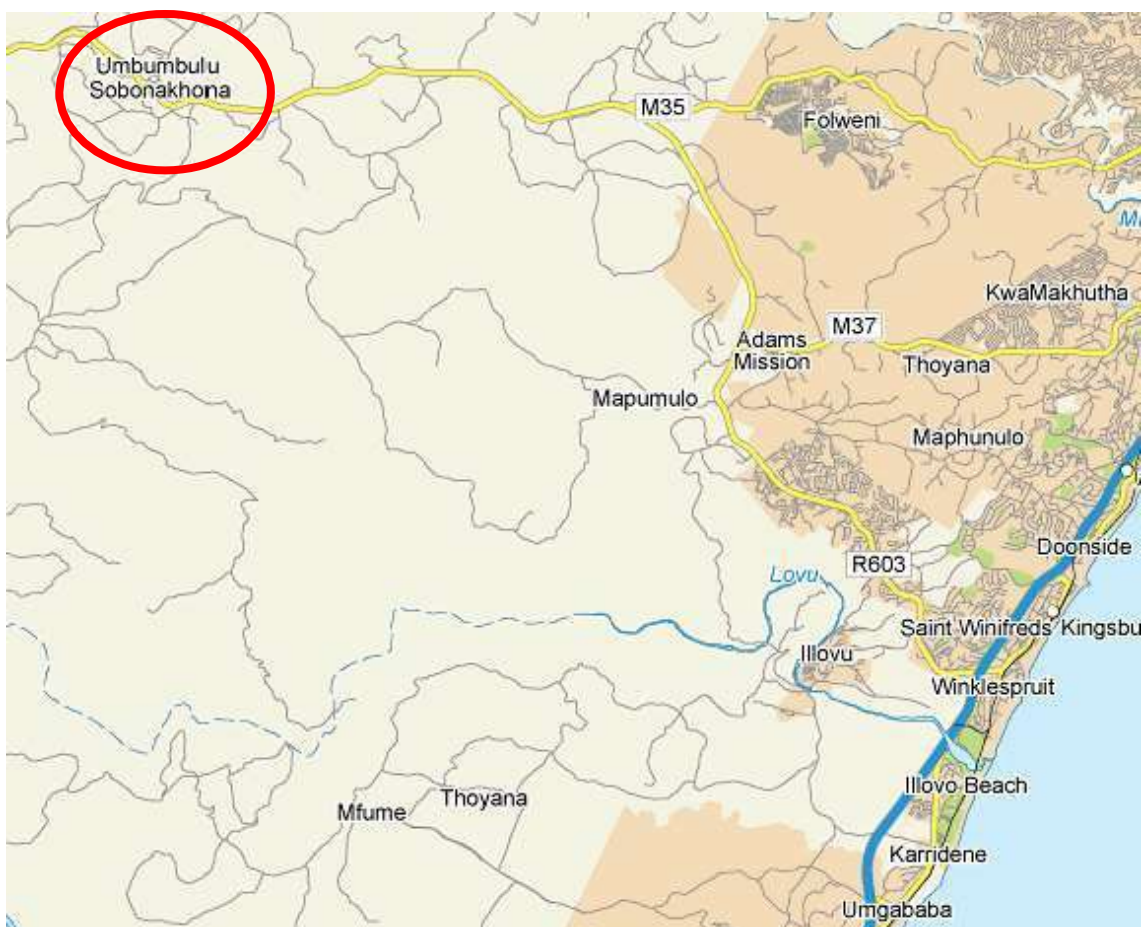 Umbumbulu
Sobonakhona
M35
Folweni
KwaMakhutha
M37
Adams
Mission
Thoyana
Mapumulo
Maphunulo
Doonside
R603
Lovu
Saint Winifreds Kingsbu
Illovu
Winklespruit
Illovo Beach
Thoyana
Mfume
Karridene
Umgababa